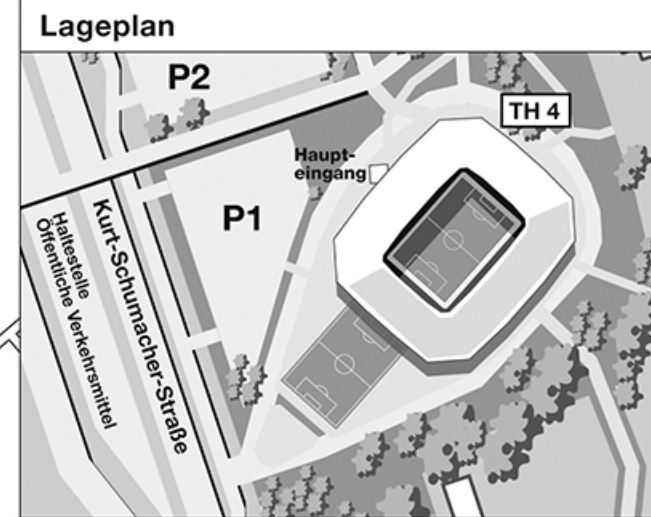 Lageplan
P2
TH 4
Haupt-
eingang
P1
Haltestelle
Öffentliche Verkehrsmittel
Kurt-Schumacher-Straße